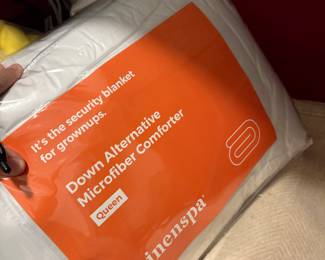 It's the security blanket
for grownups.
Down Alternative
Microfiber Comforter
Queen
inenspa®